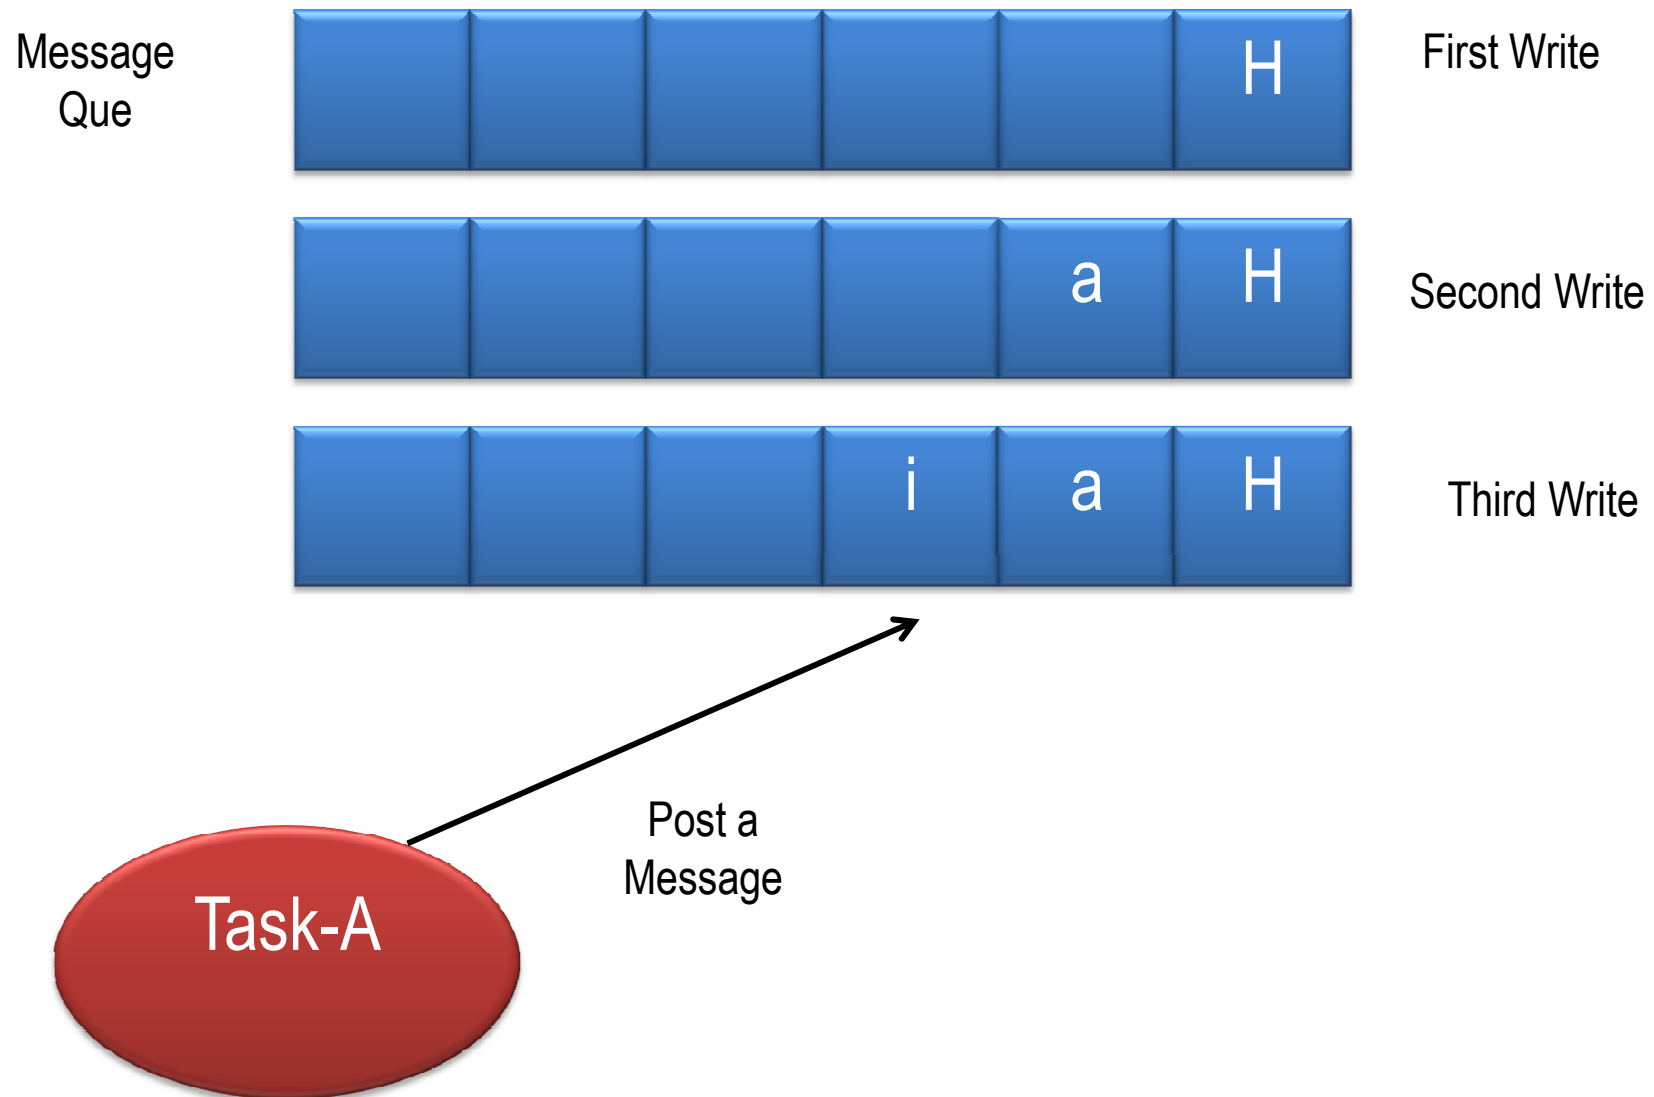 Message
Que
H
First Write
a H
Second Write
i a H
Third Write
Post a
Message
Task-A